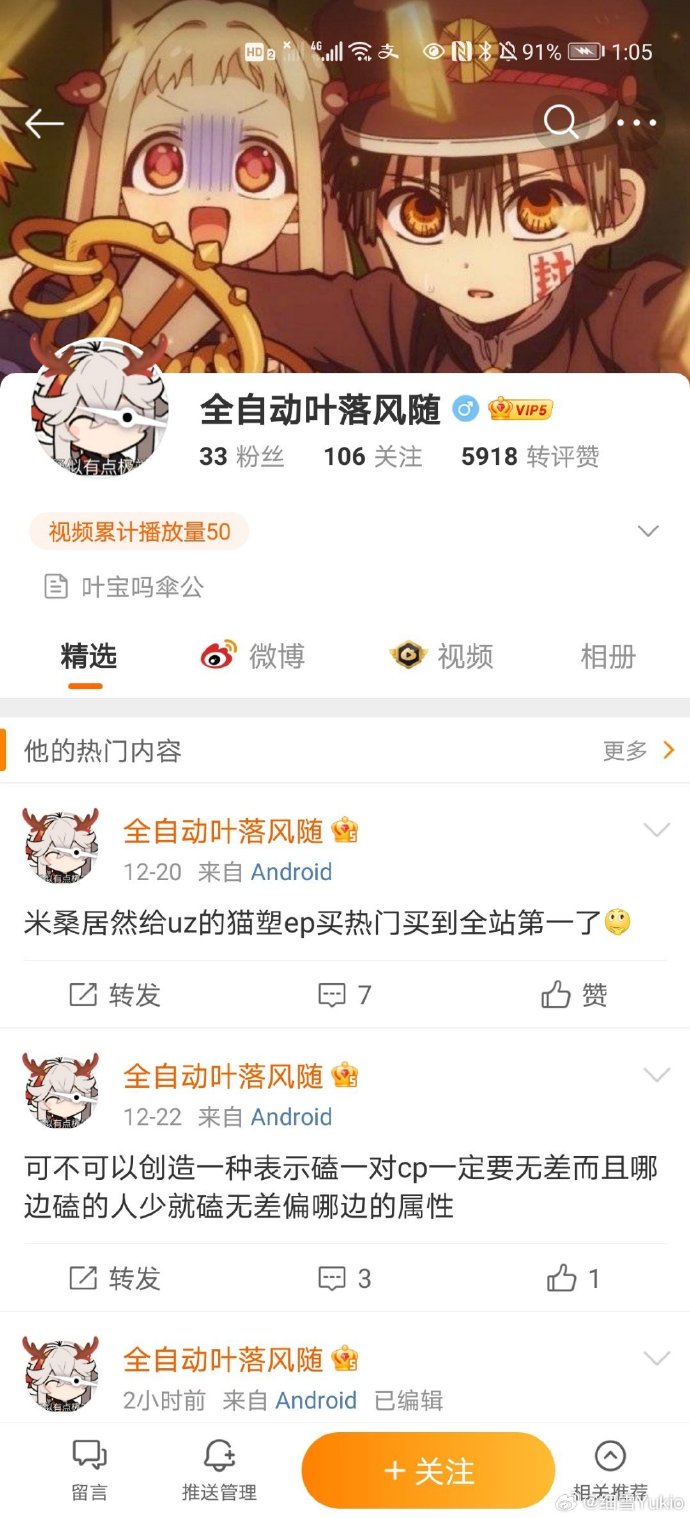 HD 2 4G 支 91% 1:05
封
全自动叶落风随 VIP5
33 粉丝 106 关注 5918 转评赞
视频累计播放量50
叶宝吗傘公
精选 微博 视频 相册
他的热门内容 更多
全自动叶落风随
12-20 来自 Android
米桑居然给uz的猫塑ep买热门买到全站第一了
转发 7 赞
全自动叶落风随
12-22 来自 Android
可不可以创造一种表示磕一对cp一定要无差而且哪
边磕的人少就磕无差偏哪边的属性
转发 3 1
全自动叶落风随
2小时前 来自 Android 已编辑
留言 推送管理 +关注 相关推荐
@细雪Yukio